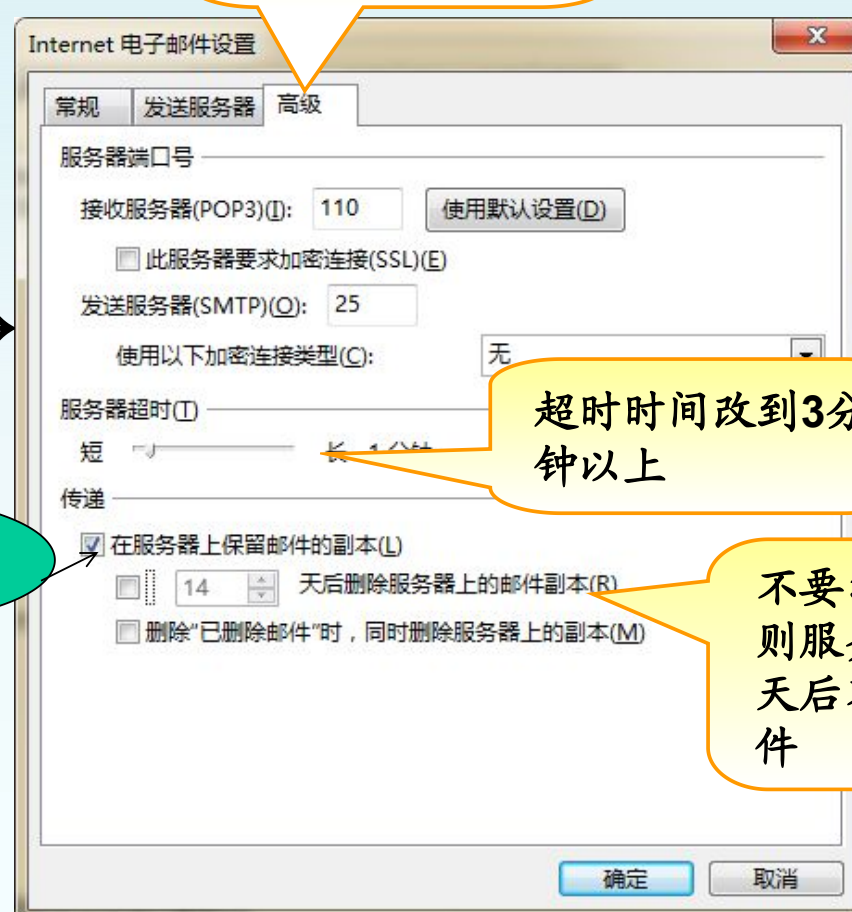 Internet 电子邮件设置
常规 发送服务器 高级
服务器端口号
接收服务器(POP3)(I): 110 使用默认设置(D)
此服务器要求加密连接(SSL)(E)
发送服务器(SMTP)(O): 25
使用以下加密连接类型(C): 无
服务器超时(T)
短 长 1 分钟
超时时间改到3分
钟以上
传递
在服务器上保留邮件的副本(L)
14 天后删除服务器上的邮件副本(R)
删除"已删除邮件"时，同时删除服务器上的副本(M)
不要
则服
天后
件
确定 取消